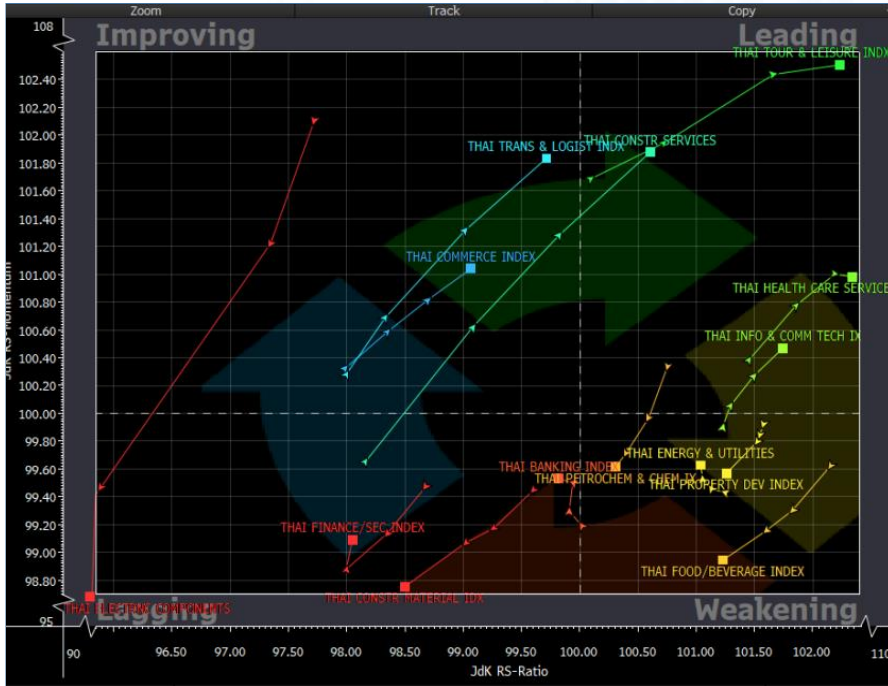 Zoom Track Copy
108
Improving Leading
THAI TOUR & LEISURE INDX
102.40
102.20
102.00
THAI TRANS & LOGIST INDX THAI CONSTR SERVICES
101.80
101.60
101.40
101.20
THAI COMMERCE INDEX
101.00
THAI HEALTH CARE SERVICE
100.80
JdK RS-Momentum
100.60
THAI INFO & COMM TECH IX
100.40
100.20
100.00
99.80
THAI ENERGY & UTILITIES
99.60
THAI BANKING INDEX
THAI PETROCHEM & CHEM IX
THAI PROPERTY DEV INDEX
99.40
99.20
THAI FINANCE/SEC INDEX
99.00
98.80
THAI FOOD/BEVERAGE INDEX
THAI CONSTR MATERIAL IDX
THAI COMPONENTS
Lagging Weakening
95
90 96.50 97.00 97.50 98.00 98.50 99.00 99.50 100.00 100.50 101.00 101.50 102.00 110
JdK RS-Ratio